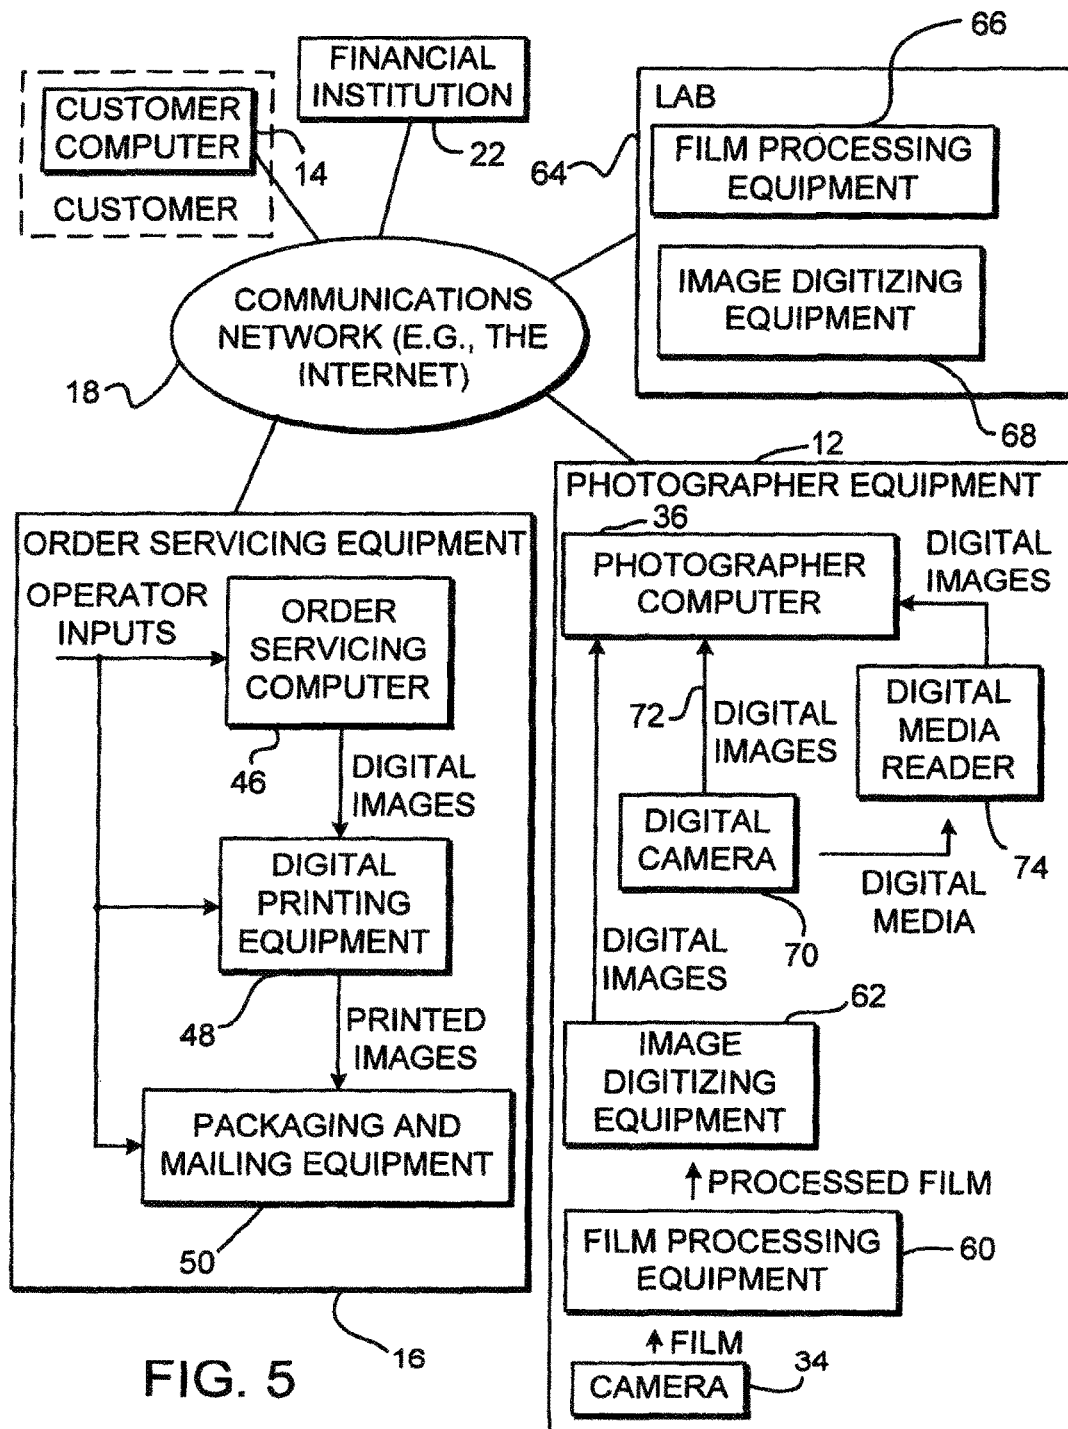 66
FINANCIAL
INSTITUTION
22
CUSTOMER
COMPUTER
14
CUSTOMER
LAB
64
FILM PROCESSING
EQUIPMENT
IMAGE DIGITIZING
EQUIPMENT
68
COMMUNICATIONS
NETWORK (E.G., THE
INTERNET)
18
12
PHOTOGRAPHER EQUIPMENT
36
PHOTOGRAPHER
COMPUTER
DIGITAL
IMAGES
72
DIGITAL
IMAGES
DIGITAL
MEDIA
READER
74
DIGITAL
CAMERA
70
DIGITAL
MEDIA
DIGITAL
IMAGES
62
IMAGE
DIGITIZING
EQUIPMENT
PROCESSED FILM
FILM PROCESSING
EQUIPMENT
60
FILM
CAMERA
34
ORDER SERVICING EQUIPMENT
OPERATOR
INPUTS
ORDER
SERVICING
COMPUTER
46
DIGITAL
IMAGES
DIGITAL
PRINTING
EQUIPMENT
48
PRINTED
IMAGES
PACKAGING AND
MAILING EQUIPMENT
50
16
FIG. 5